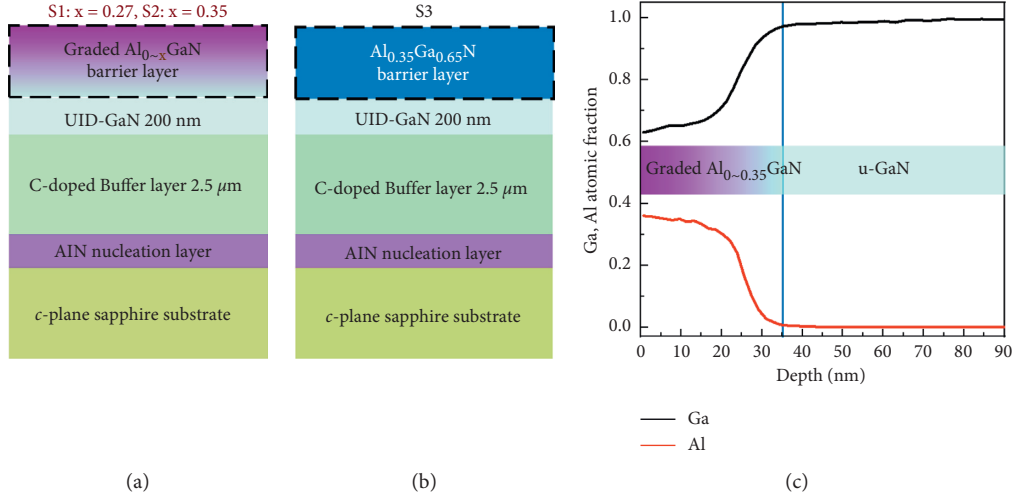 S1: x = 0.27, S2: x = 0.35
Graded Al0~xGaN
barrier layer
UID-GaN 200 nm
C-doped Buffer layer 2.5 μm
AIN nucleation layer
c-plane sapphire substrate
(a)
S3
Al0.35Ga0.65N
barrier layer
UID-GaN 200 nm
C-doped Buffer layer 2.5 μm
AIN nucleation layer
c-plane sapphire substrate
(b)
Ga, Al atomic fraction
1.0
0.8
0.6
0.4
0.2
0.0
Graded Al0~0.35GaN
u-GaN
0 10 20 30 40 50 60 70 80 90
Depth (nm)
Ga
Al
(c)